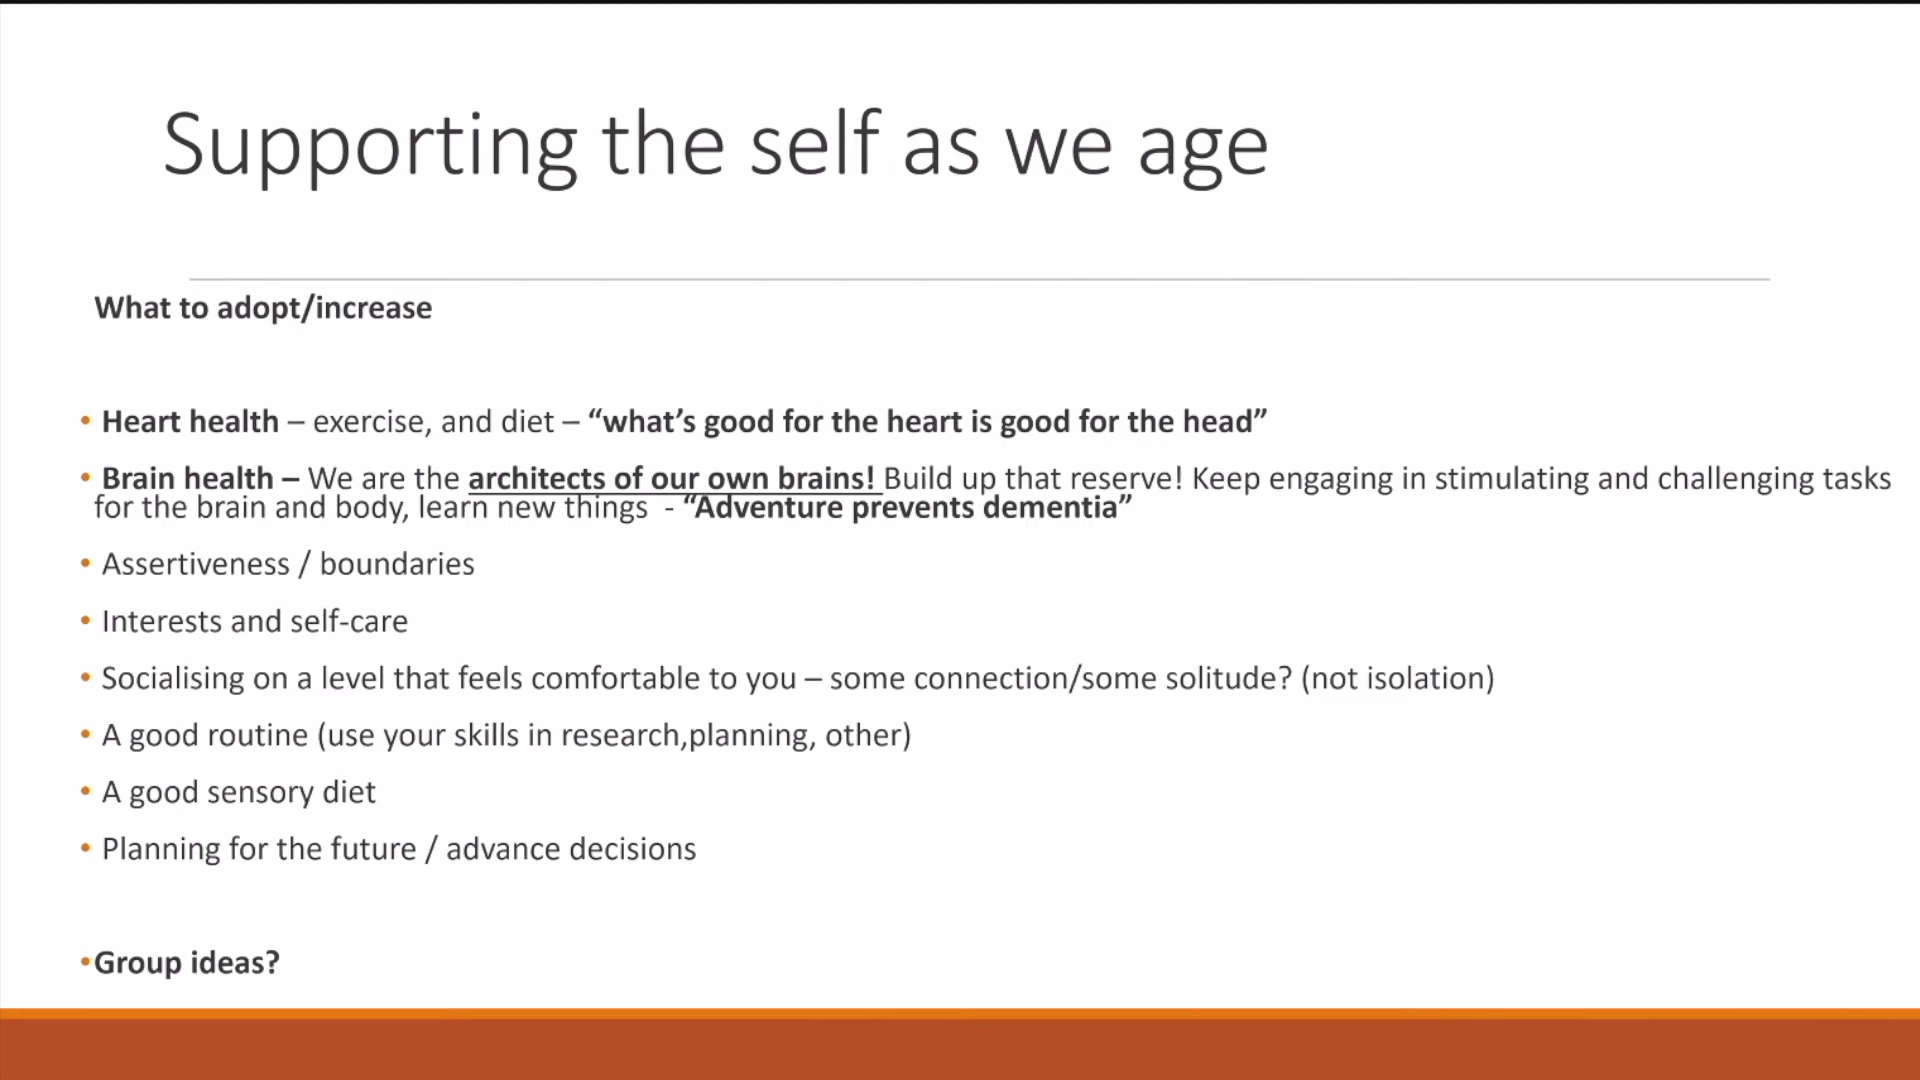 Supporting the self as we age
What to adopt/increase
• Heart health – exercise, and diet – “what’s good for the heart is good for the head”
• Brain health – We are the architects of our own brains! Build up that reserve! Keep engaging in stimulating and challenging tasks
for the brain and body, learn new things  - “Adventure prevents dementia”
• Assertiveness / boundaries
• Interests and self-care
• Socialising on a level that feels comfortable to you – some connection/some solitude? (not isolation)
• A good routine (use your skills in research,planning, other)
• A good sensory diet
• Planning for the future / advance decisions
•Group ideas?